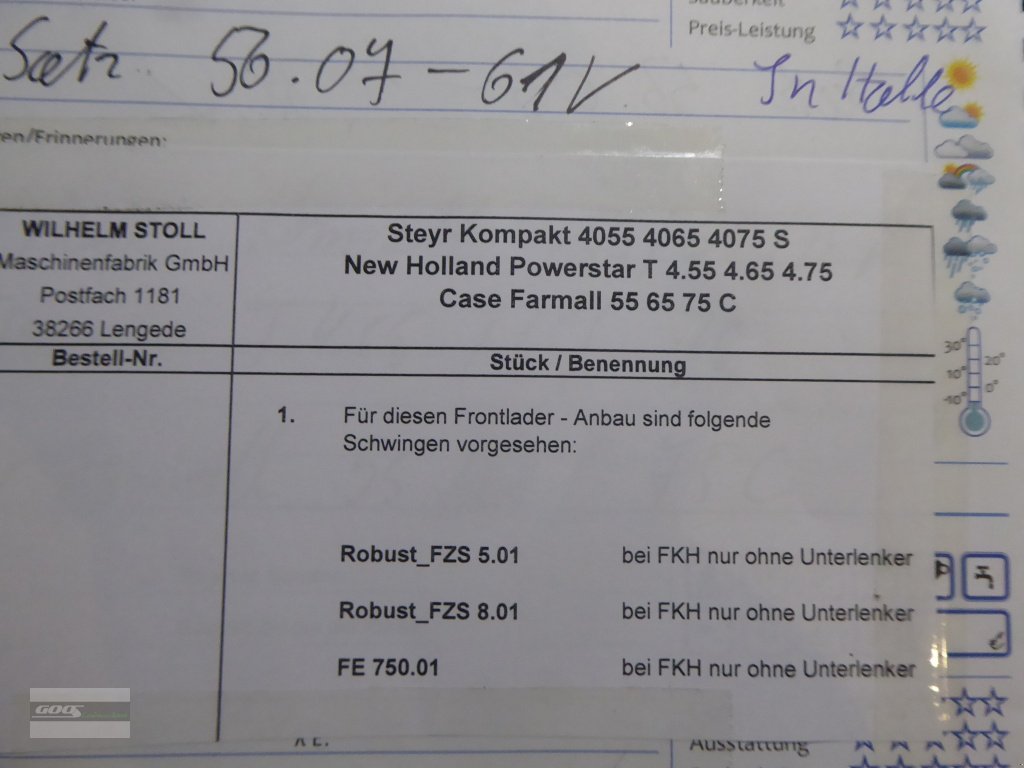 Preis-Leistung
Satz 56.07-61V In Halle
en/Erinnerungen:
WILHELM STOLL
Maschinenfabrik GmbH
Postfach 1181
38266 Lengede
Steyr Kompakt 4055 4065 4075 S
New Holland Powerstar T 4.55 4.65 4.75
Case Farmall 55 65 75 C
Bestell-Nr. Stück / Benennung
30° 20°
10° 0°
-10°
1. Für diesen Frontlader - Anbau sind folgende
Schwingen vorgesehen:
Robust_FZS 5.01 bei FKH nur ohne Unterlenker
Robust_FZS 8.01 bei FKH nur ohne Unterlenker
€
FE 750.01 bei FKH nur ohne Unterlenker
GOOS
Ausstattung